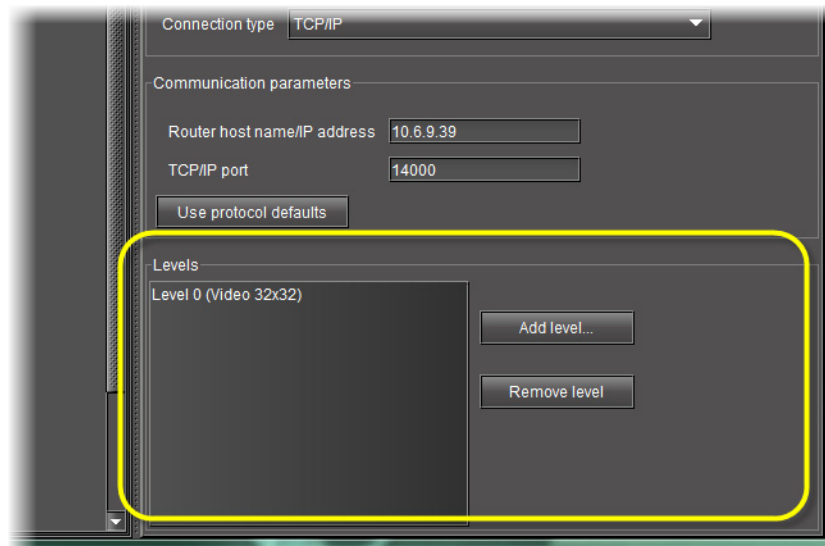 Connection type TCP/IP
Communication parameters
Router host name/IP address 10.6.9.39
TCP/IP port 14000
Use protocol defaults
Levels
Level 0 (Video 32x32)
Add level...
Remove level